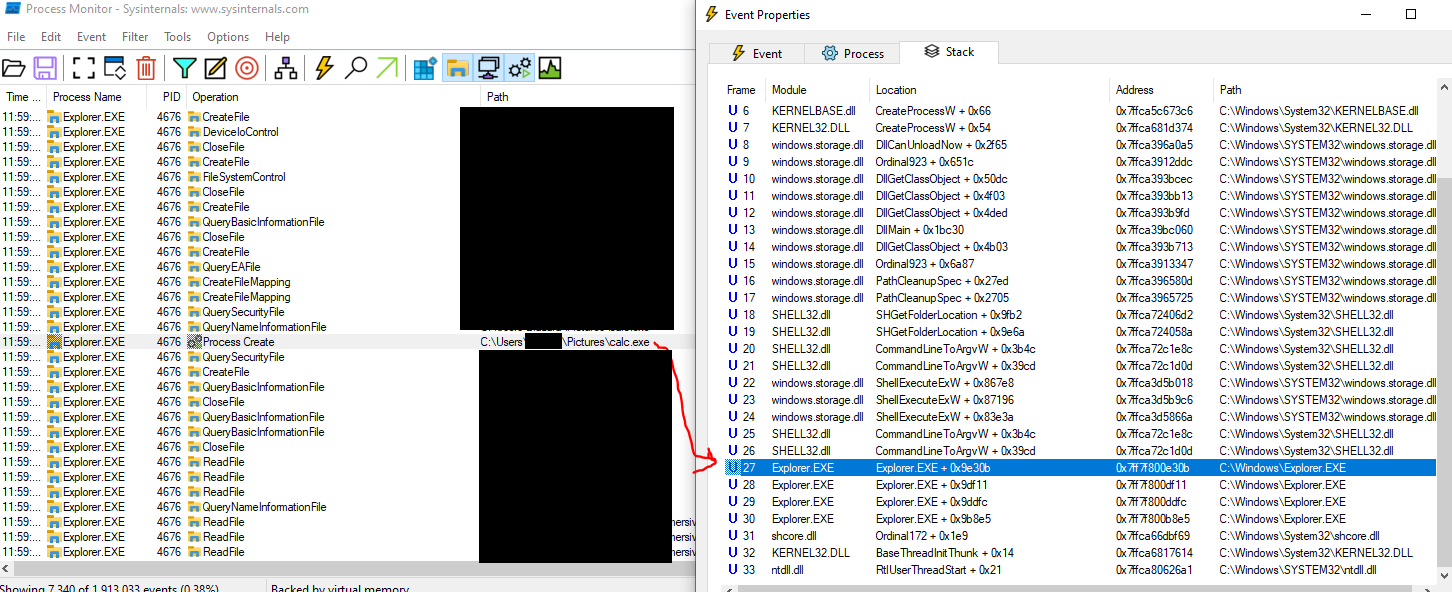 Process Monitor - Sysinternals: www.sysinternals.com
File Edit Event Filter Tools Options Help
Time ... Process Name PID Operation Path
11:59:... Explorer.EXE 4676 CreateFile
11:59:... Explorer.EXE 4676 DeviceIoControl
11:59:... Explorer.EXE 4676 CloseFile
11:59:... Explorer.EXE 4676 CreateFile
11:59:... Explorer.EXE 4676 FileSystemControl
11:59:... Explorer.EXE 4676 CloseFile
11:59:... Explorer.EXE 4676 CreateFile
11:59:... Explorer.EXE 4676 QueryBasicInformationFile
11:59:... Explorer.EXE 4676 CloseFile
11:59:... Explorer.EXE 4676 CreateFile
11:59:... Explorer.EXE 4676 QueryEAFile
11:59:... Explorer.EXE 4676 CreateFileMapping
11:59:... Explorer.EXE 4676 CreateFileMapping
11:59:... Explorer.EXE 4676 QuerySecurityFile
11:59:... Explorer.EXE 4676 QueryNameInformationFile
11:59:... Explorer.EXE 4676 Process Create C:\Users\ \Pictures\calc.exe
11:59:... Explorer.EXE 4676 QuerySecurityFile
11:59:... Explorer.EXE 4676 CreateFile
11:59:... Explorer.EXE 4676 QueryBasicInformationFile
11:59:... Explorer.EXE 4676 CloseFile
11:59:... Explorer.EXE 4676 QueryBasicInformationFile
11:59:... Explorer.EXE 4676 QueryBasicInformationFile
11:59:... Explorer.EXE 4676 CloseFile
11:59:... Explorer.EXE 4676 ReadFile
11:59:... Explorer.EXE 4676 ReadFile
11:59:... Explorer.EXE 4676 ReadFile
11:59:... Explorer.EXE 4676 QueryNameInformationFile
11:59:... Explorer.EXE 4676 ReadFile mersiv
11:59:... Explorer.EXE 4676 ReadFile
11:59:... Explorer.EXE 4676 ReadFile mersiv
Showing 7,340 of 1,913,033 events (0.38%) Backed by virtual memory
Event Properties
Event Process Stack
Frame Module Location Address Path
U 6 KERNELBASE.dll CreateProcessW + 0x66 0x7ffca5c673c6 C:\Windows\System32\KERNELBASE.dll
U 7 KERNEL32.DLL CreateProcessW + 0x54 0x7ffca681d374 C:\Windows\System32\KERNEL32.DLL
U 8 windows.storage.dll DllCanUnloadNow + 0x2f65 0x7ffca396a0a5 C:\Windows\SYSTEM32\windows.storage.dll
U 9 windows.storage.dll Ordinal923 + 0x651c 0x7ffca3912ddc C:\Windows\SYSTEM32\windows.storage.dll
U 10 windows.storage.dll DllGetClassObject + 0x50dc 0x7ffca393bcec C:\Windows\SYSTEM32\windows.storage.dll
U 11 windows.storage.dll DllGetClassObject + 0x4f03 0x7ffca393bb13 C:\Windows\SYSTEM32\windows.storage.dll
U 12 windows.storage.dll DllGetClassObject + 0x4ded 0x7ffca393b9fd C:\Windows\SYSTEM32\windows.storage.dll
U 13 windows.storage.dll DllMain + 0x1bc30 0x7ffca39bc060 C:\Windows\SYSTEM32\windows.storage.dll
U 14 windows.storage.dll DllGetClassObject + 0x4b03 0x7ffca393b713 C:\Windows\SYSTEM32\windows.storage.dll
U 15 windows.storage.dll Ordinal923 + 0x6a87 0x7ffca3913347 C:\Windows\SYSTEM32\windows.storage.dll
U 16 windows.storage.dll PathCleanupSpec + 0x27ed 0x7ffca396580d C:\Windows\SYSTEM32\windows.storage.dll
U 17 windows.storage.dll PathCleanupSpec + 0x2705 0x7ffca3965725 C:\Windows\SYSTEM32\windows.storage.dll
U 18 SHELL32.dll SHGetFolderLocation + 0x9fb2 0x7ffca72406d2 C:\Windows\System32\SHELL32.dll
U 19 SHELL32.dll SHGetFolderLocation + 0x9e6a 0x7ffca724058a C:\Windows\System32\SHELL32.dll
U 20 SHELL32.dll CommandLineToArgvW + 0x3b4c 0x7ffca72c1e8c C:\Windows\System32\SHELL32.dll
U 21 SHELL32.dll CommandLineToArgvW + 0x39cd 0x7ffca72c1d0d C:\Windows\System32\SHELL32.dll
U 22 windows.storage.dll ShellExecuteExW + 0x867e8 0x7ffca3d5b018 C:\Windows\SYSTEM32\windows.storage.dll
U 23 windows.storage.dll ShellExecuteExW + 0x87196 0x7ffca3d5b9c6 C:\Windows\SYSTEM32\windows.storage.dll
U 24 windows.storage.dll ShellExecuteExW + 0x83e3a 0x7ffca3d5866a C:\Windows\SYSTEM32\windows.storage.dll
U 25 SHELL32.dll CommandLineToArgvW + 0x3b4c 0x7ffca72c1e8c C:\Windows\System32\SHELL32.dll
U 26 SHELL32.dll CommandLineToArgvW + 0x39cd 0x7ffca72c1d0d C:\Windows\System32\SHELL32.dll
U 27 Explorer.EXE Explorer.EXE + 0x9e30b 0x7ff7f800e30b C:\Windows\Explorer.EXE
U 28 Explorer.EXE Explorer.EXE + 0x9df11 0x7ff7f800df11 C:\Windows\Explorer.EXE
U 29 Explorer.EXE Explorer.EXE + 0x9ddfc 0x7ff7f800ddfc C:\Windows\Explorer.EXE
U 30 Explorer.EXE Explorer.EXE + 0x9b8e5 0x7ff7f800b8e5 C:\Windows\Explorer.EXE
U 31 shcore.dll Ordinal172 + 0x1e9 0x7ffca66dbf69 C:\Windows\System32\shcore.dll
U 32 KERNEL32.DLL BaseThreadInitThunk + 0x14 0x7ffca6817614 C:\Windows\System32\KERNEL32.DLL
U 33 ntdll.dll RtlUserThreadStart + 0x21 0x7ffca80626a1 C:\Windows\System32\ntdll.dll